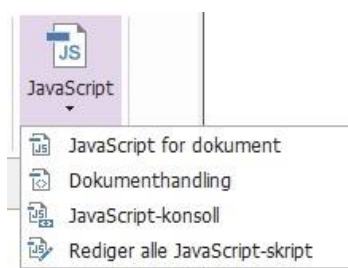 JS
JavaScript
JavaScript for dokument
Dokumenthandling
JavaScript-konsoll
Rediger alle JavaScript-skript